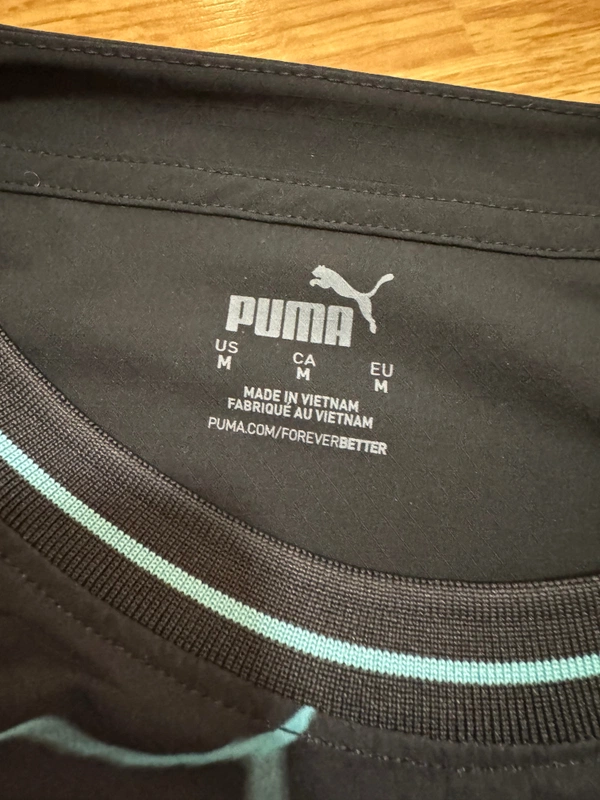 PUMA
US CA EU
M M M
MADE IN VIETNAM
FABRIQUÉ AU VIETNAM
PUMA.COM/FOREVERBETTER